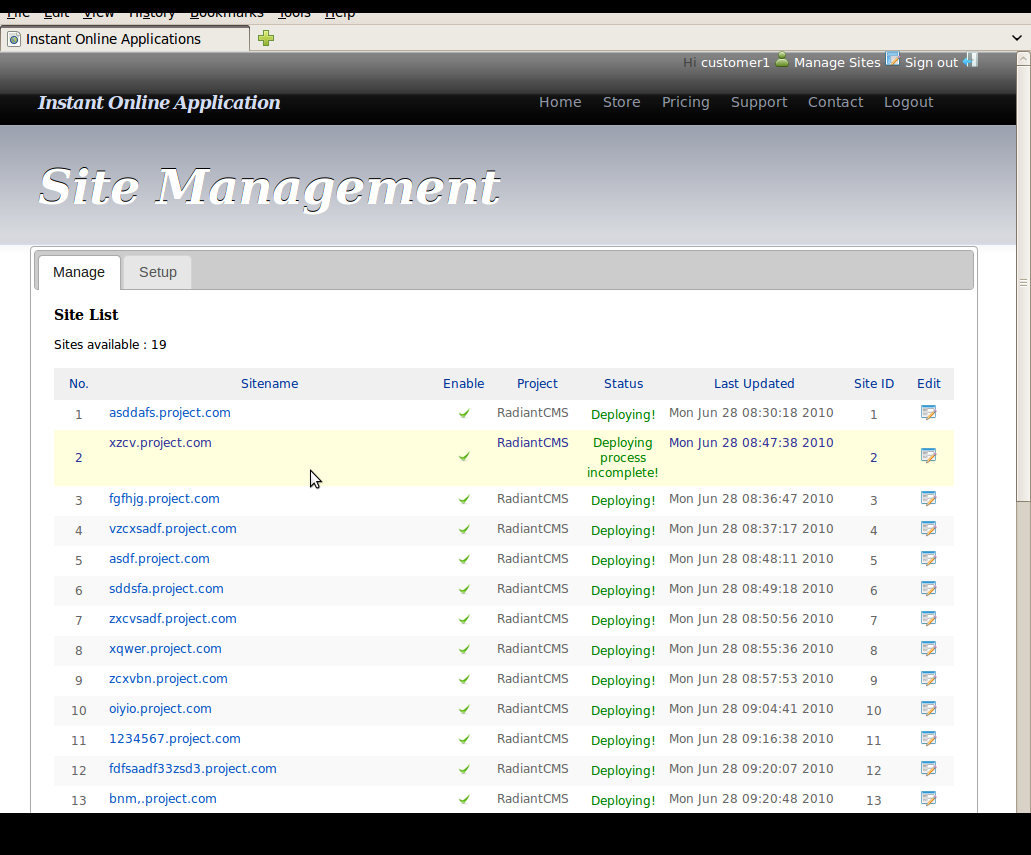 File Edit View History Bookmarks Tools Help
Instant Online Applications
Hi customer1 Manage Sites Sign out
Instant Online Application Home Store Pricing Support Contact Logout
Site Management
Manage Setup
Site List
Sites available : 19
No. Sitename Enable Project Status Last Updated Site ID Edit
1 asddafs.project.com RadiantCMS Deploying! Mon Jun 28 08:30:18 2010 1
2 xzcv.project.com RadiantCMS Deploying process incomplete! Mon Jun 28 08:47:38 2010 2
3 fgfhjg.project.com RadiantCMS Deploying! Mon Jun 28 08:36:47 2010 3
4 vzcxsadf.project.com RadiantCMS Deploying! Mon Jun 28 08:37:17 2010 4
5 asdf.project.com RadiantCMS Deploying! Mon Jun 28 08:48:11 2010 5
6 sddsfa.project.com RadiantCMS Deploying! Mon Jun 28 08:49:18 2010 6
7 zxcvsadf.project.com RadiantCMS Deploying! Mon Jun 28 08:50:56 2010 7
8 xqwer.project.com RadiantCMS Deploying! Mon Jun 28 08:55:36 2010 8
9 zcxvbn.project.com RadiantCMS Deploying! Mon Jun 28 08:57:53 2010 9
10 oiyio.project.com RadiantCMS Deploying! Mon Jun 28 09:04:41 2010 10
11 1234567.project.com RadiantCMS Deploying! Mon Jun 28 09:16:38 2010 11
12 fdfsaadf33zsd3.project.com RadiantCMS Deploying! Mon Jun 28 09:20:07 2010 12
13 bnm,.project.com RadiantCMS Deploying! Mon Jun 28 09:20:48 2010 13